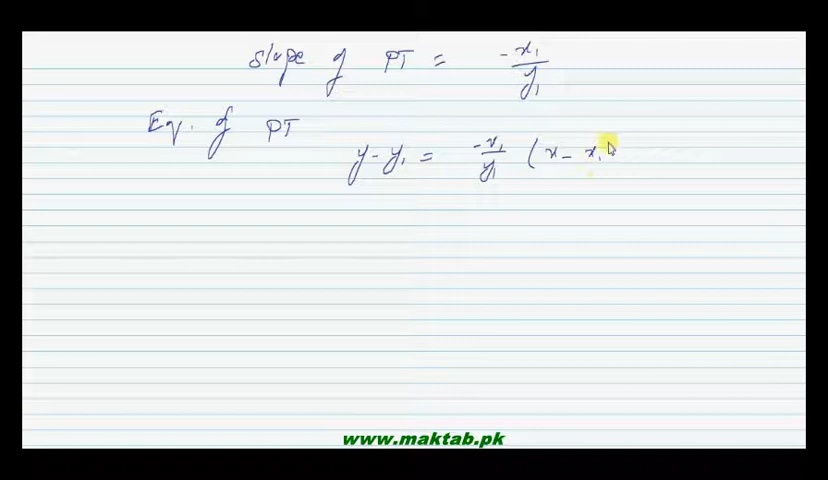 Slope of PT = -x₁/y₁
Eq. of PT
y - y₁ = -x₁/y₁ (x - x₁
www.maktab.pk